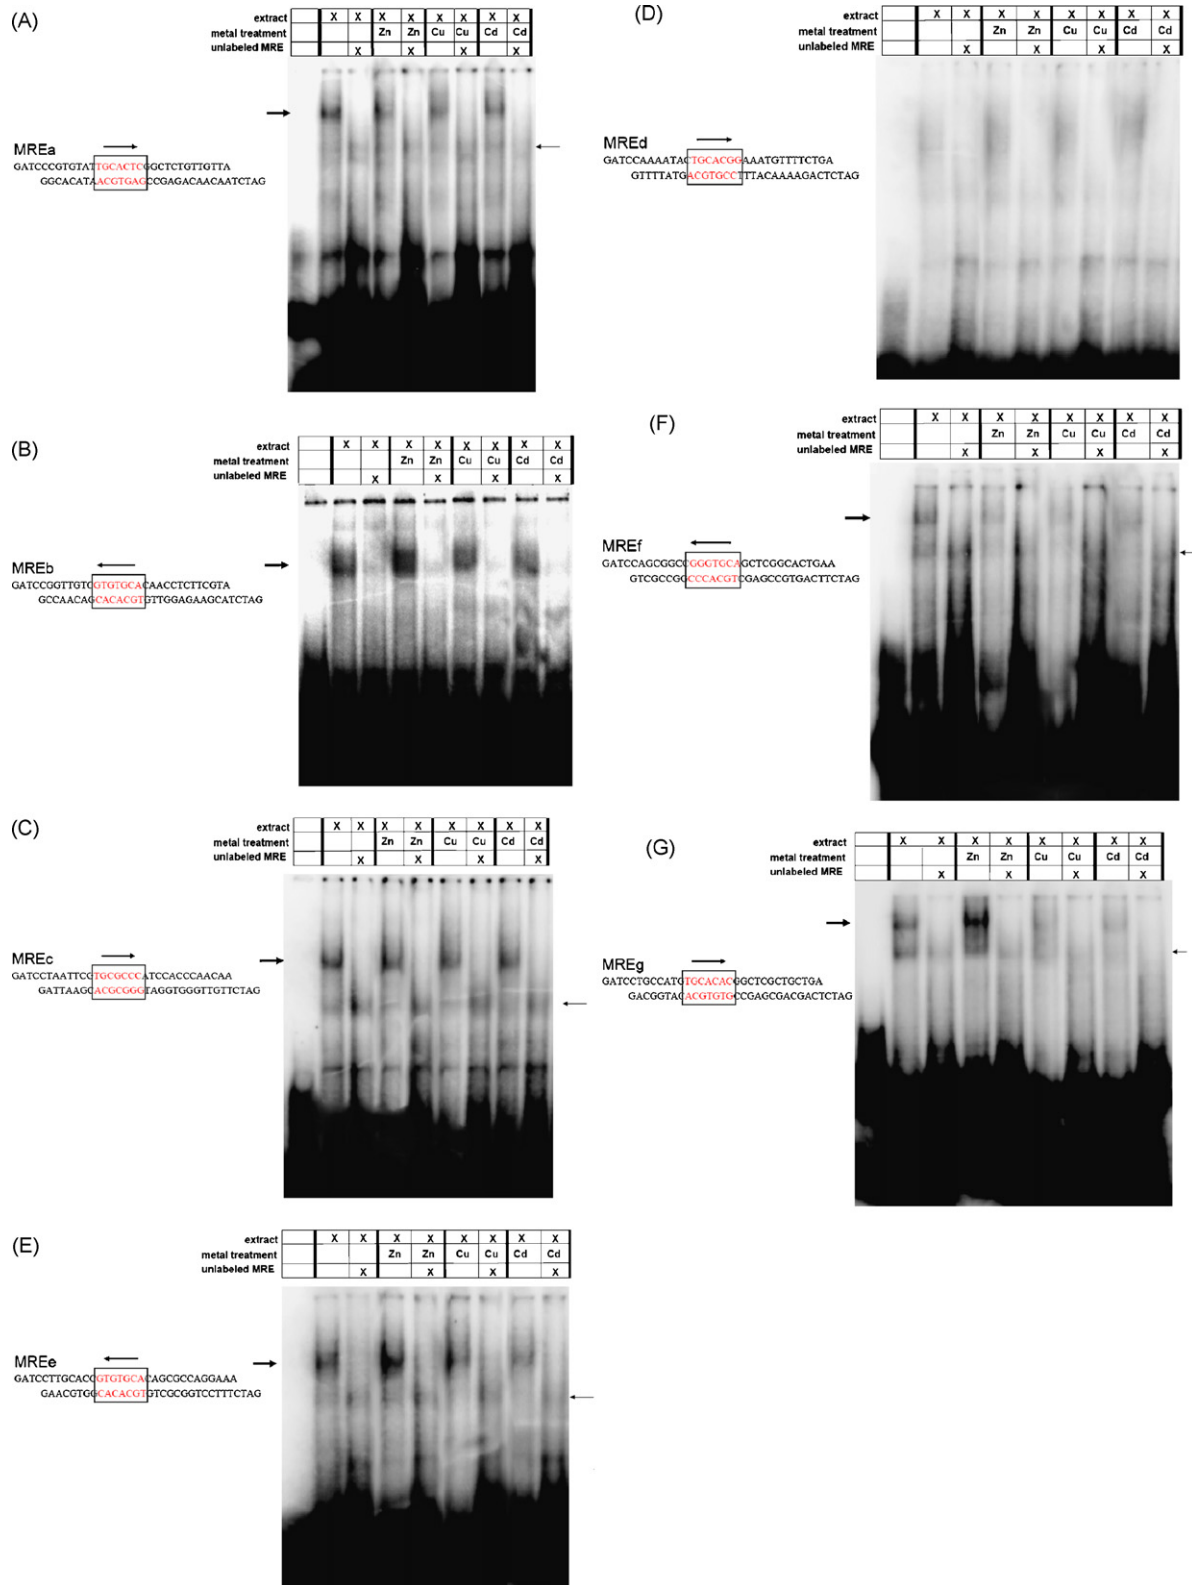 (A)
extract X X X X X X X X
metal treatment Zn Zn Cu Cu Cd Cd
unlabeled MRE X X X X
MREa
GATCCCGTGTATTGCACTCGGCTCTGTTGTTA
GGCACATAACGTGAGCCGAGACAACAATCTAG
(B)
extract X X X X X X X X
metal treatment Zn Zn Cu Cu Cd Cd
unlabeled MRE X X X X
MREb
GATCCGGTTGTCGTGTGCACAACCTCTTCGTA
GCCAACAGCACACGTGTTGGAGAAGCATCTAG
(C)
extract X X X X X X X X
metal treatment Zn Zn Cu Cu Cd Cd
unlabeled MRE X X X X
MREc
GATCCTAATTCGTGCGCCCATCCACCCAACAA
GATTAAGCACGCGGGTAGGTGGGTTGTTCTAG
(E)
extract X X X X X X X X
metal treatment Zn Zn Cu Cu Cd Cd
unlabeled MRE X X X X
MREe
GATCCTTGCACCGTGTGCACAGCGCCAGGAAA
GAACGTGGCACACGTGTCGCGGTCCTTTCTAG
(D)
extract X X X X X X X X
metal treatment Zn Zn Cu Cu Cd Cd
unlabeled MRE X X X X
MREd
GATCCAAAATACTGCACGGAAATGTTTTCTGA
GTTTTATGACGTGCCTTTACAAAAGACTCTAG
(F)
extract X X X X X X X X
metal treatment Zn Zn Cu Cu Cd Cd
unlabeled MRE X X X X
MREf
GATCCAGCGGCCGGGTGCAGCTCGGCACTGAA
GTCGCCGGCCCACGTCGAGCCGTGACTTCTAG
(G)
extract X X X X X X X X
metal treatment Zn Zn Cu Cu Cd Cd
unlabeled MRE X X X X
MREg
GATCCTGCCATGTGCACACGGCTCGCTGCTGA
GACGGTACACGTGTGCCGAGCGACGACTCTAG